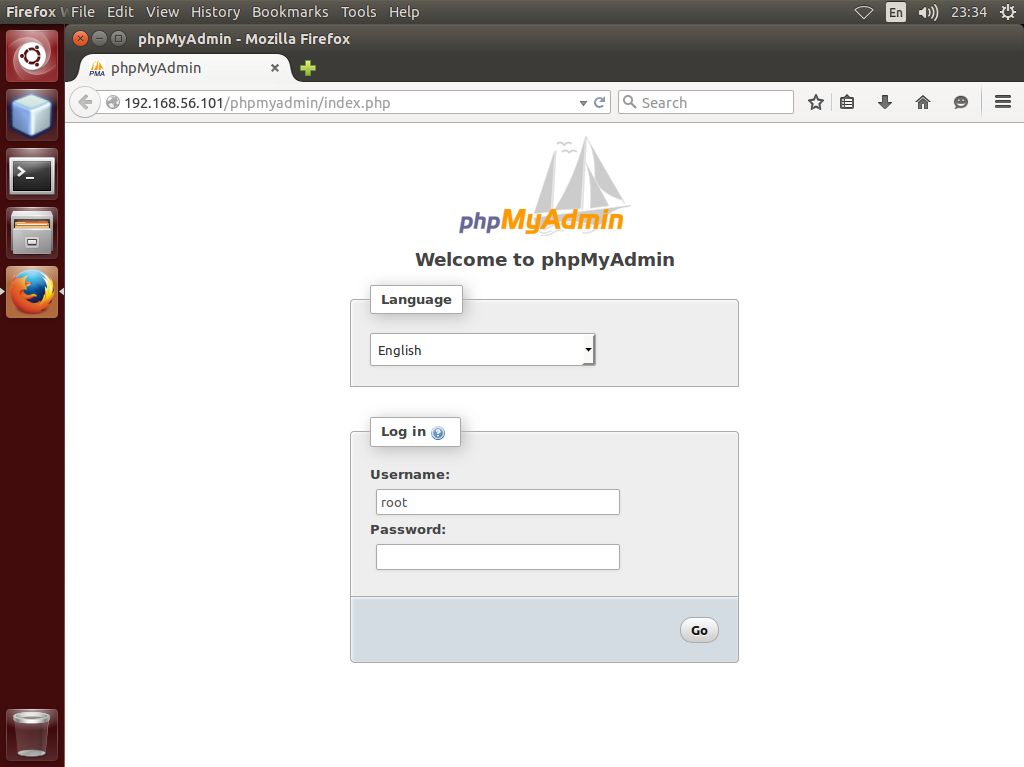 Firefox W File Edit View History Bookmarks Tools Help En 23:34
phpMyAdmin - Mozilla Firefox
PMA phpMyAdmin
192.168.56.101/phpmyadmin/index.php Search
>_
phpMyAdmin
Welcome to phpMyAdmin
Language
English
Log in
Username:
root
Password:
Go